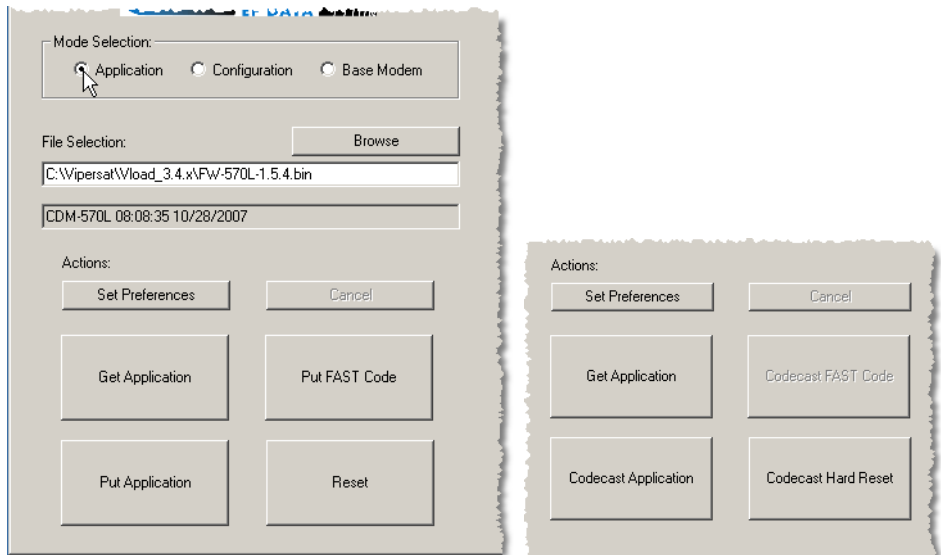 Mode Selection:
Application Configuration Base Modem
File Selection: Browse
C:\Vipersat\Vload_3.4.x\FW-570L-1.5.4.bin
CDM-570L 08:08:35 10/28/2007
Actions:
Set Preferences Cancel
Get Application Put FAST Code
Put Application Reset
Actions:
Set Preferences Cancel
Get Application Codecast FAST Code
Codecast Application Codecast Hard Reset